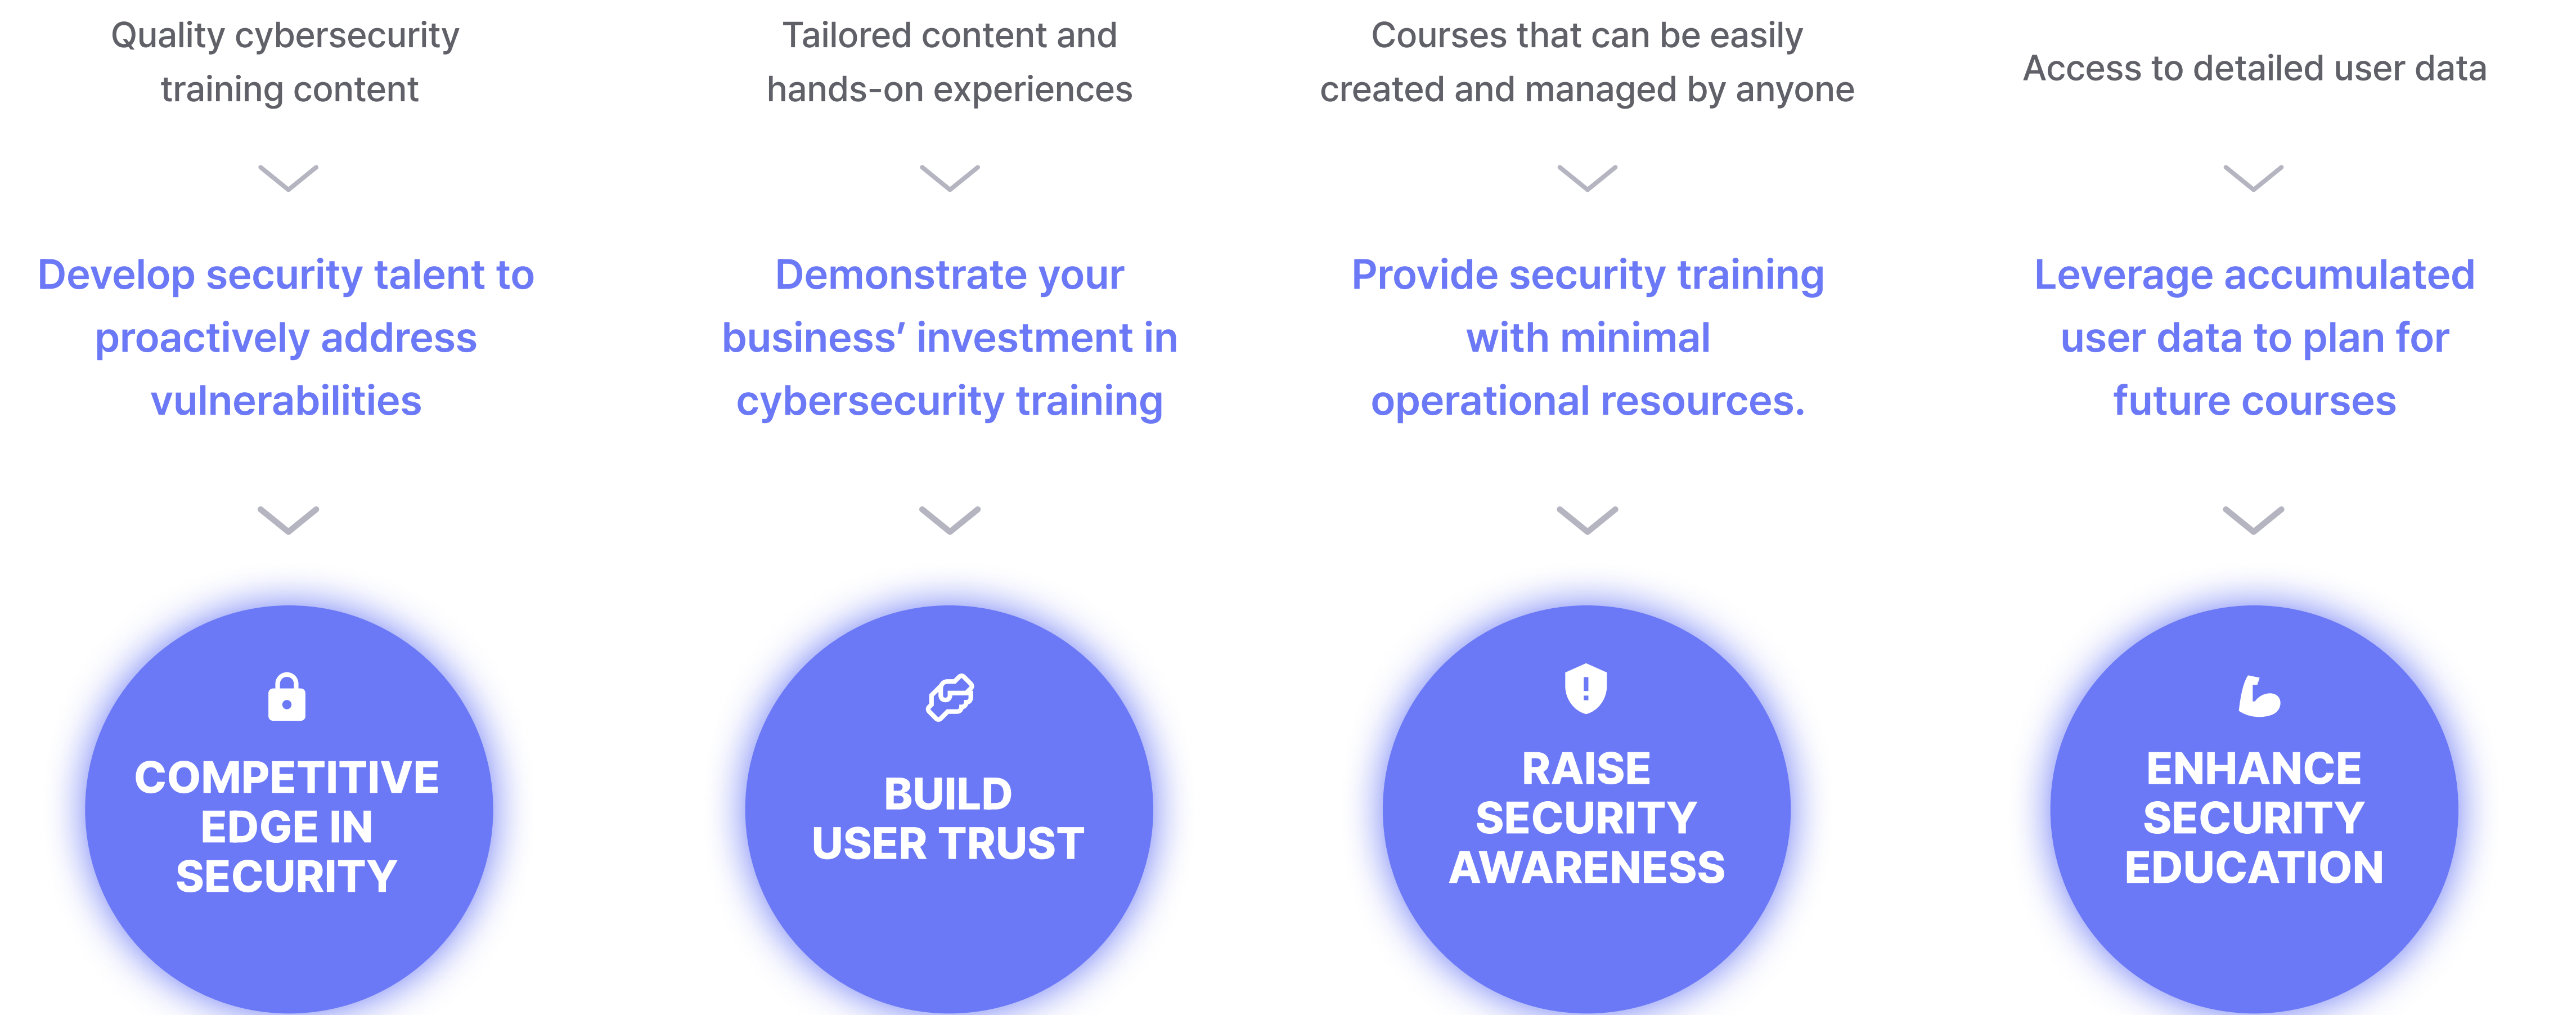 Quality cybersecurity
training content
Develop security talent to
proactively address
vulnerabilities
COMPETITIVE
EDGE IN
SECURITY
Tailored content and
hands-on experiences
Demonstrate your
business’ investment in
cybersecurity training
BUILD
USER TRUST
Courses that can be easily
created and managed by anyone
Provide security training
with minimal
operational resources.
RAISE
SECURITY
AWARENESS
Access to detailed user data
Leverage accumulated
user data to plan for
future courses
ENHANCE
SECURITY
EDUCATION